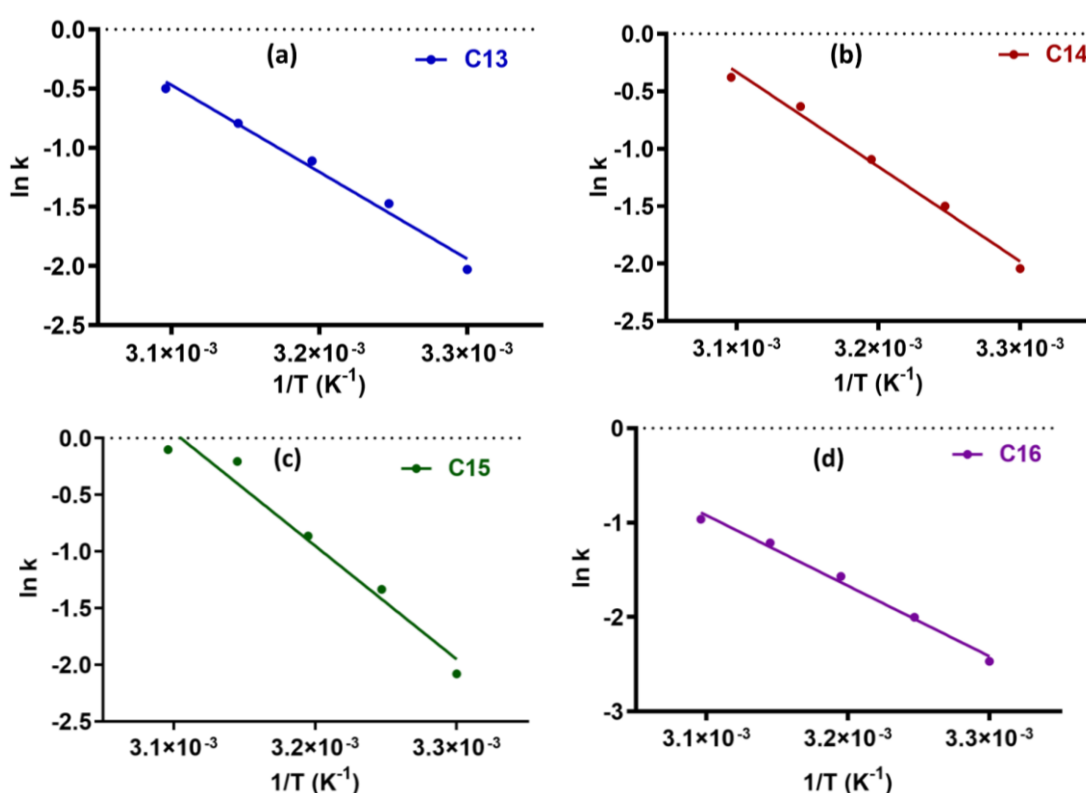 (a)
C13
0.0
-0.5
-1.0
-1.5
-2.0
-2.5
ln k
3.1×10⁻³ 3.2×10⁻³ 3.3×10⁻³
1/T (K⁻¹)
(b)
C14
0.0
-0.5
-1.0
-1.5
-2.0
-2.5
ln k
3.1×10⁻³ 3.2×10⁻³ 3.3×10⁻³
1/T (K⁻¹)
(c)
C15
0.0
-0.5
-1.0
-1.5
-2.0
-2.5
ln k
3.1×10⁻³ 3.2×10⁻³ 3.3×10⁻³
1/T (K⁻¹)
(d)
C16
0
-1
-2
-3
ln k
3.1×10⁻³ 3.2×10⁻³ 3.3×10⁻³
1/T (K⁻¹)